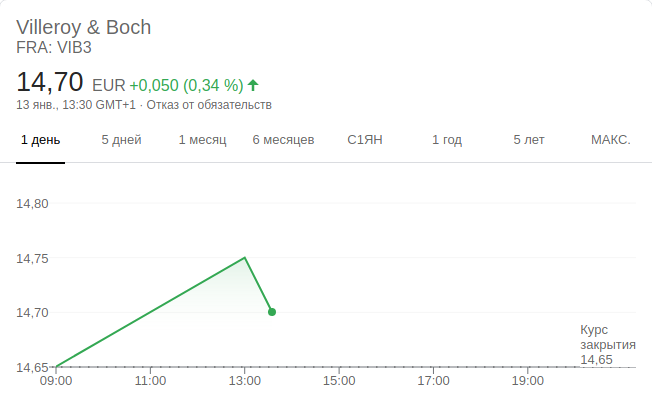 Villeroy & Boch
FRA: VIB3
14,70 EUR +0,050 (0,34 %)
13 янв., 13:30 GMT+1 · Отказ от обязательств
1 день 5 дней 1 месяц 6 месяцев С1ЯН 1 год 5 лет МАКС.
14,80
14,75
14,70
14,65
Курс
закрытия
14,65
09:00 11:00 13:00 15:00 17:00 19:00